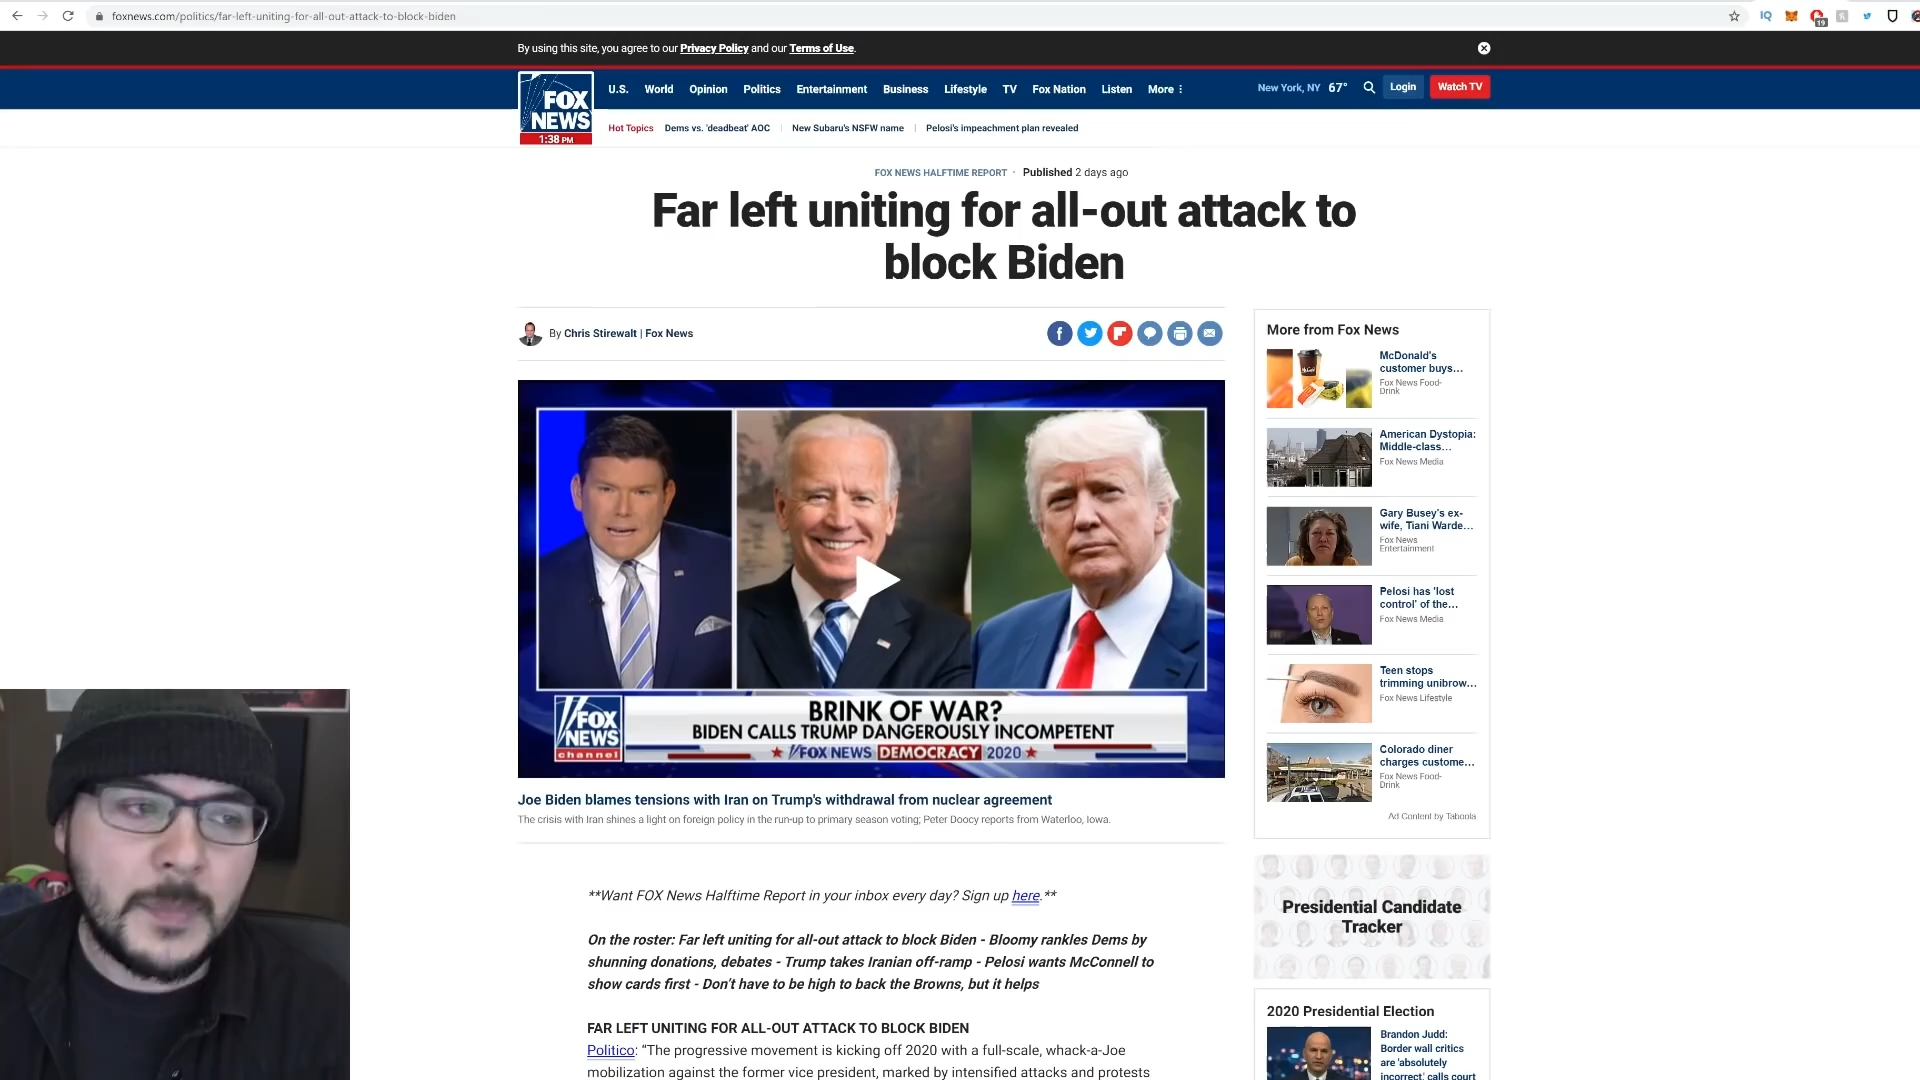 foxnews.com/politics/far-left-uniting-for-all-out-attack-to-block-biden
IQ
19
By using this site, you agree to our Privacy Policy and our Terms of Use.
FOX
NEWS
1:38 PM
U.S. World Opinion Politics Entertainment Business Lifestyle TV Fox Nation Listen More
New York, NY 67° Login Watch TV
Hot Topics Dems vs. 'deadbeat' AOC New Subaru's NSFW name Pelosi's impeachment plan revealed
FOX NEWS HALFTIME REPORT · Published 2 days ago
Far left uniting for all-out attack to
block Biden
By Chris Stirewalt | Fox News
BRINK OF WAR?
BIDEN CALLS TRUMP DANGEROUSLY INCOMPETENT
FOX
NEWS
channel
FOX NEWS DEMOCRACY 2020
Joe Biden blames tensions with Iran on Trump's withdrawal from nuclear agreement
The crisis with Iran shines a light on foreign policy in the run-up to primary season voting; Peter Doocy reports from Waterloo, Iowa.
**Want FOX News Halftime Report in your inbox every day? Sign up here.**
On the roster: Far left uniting for all-out attack to block Biden - Bloomy rankles Dems by
shunning donations, debates - Trump takes Iranian off-ramp - Pelosi wants McConnell to
show cards first - Don't have to be high to back the Browns, but it helps
FAR LEFT UNITING FOR ALL-OUT ATTACK TO BLOCK BIDEN
Politico: “The progressive movement is kicking off 2020 with a full-scale, whack-a-Joe
mobilization against the former vice president, marked by intensified attacks and protests
More from Fox News
McDonald's
customer buys...
Fox News Food-
Drink
American Dystopia:
Middle-class...
Fox News Media
Gary Busey's ex-
wife, Tiani Warde...
Fox News
Entertainment
Pelosi has 'lost
control' of the...
Fox News Media
Teen stops
trimming unibrow...
Fox News Lifestyle
Colorado diner
charges custome...
Fox News Food-
Drink
Ad Content by Taboola
Presidential Candidate
Tracker
2020 Presidential Election
Brandon Judd:
Border wall critics
are 'absolutely
incorrect,' calls court